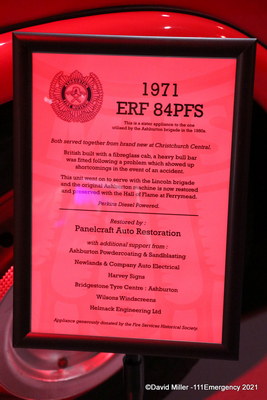 1971
ERF 84PFS
This is a sister appliance to the one
utilised by the Ashburton brigade in the 1980s.
Both served together from brand new at Christchurch Central.
British built with a fibreglass cab, a heavy bull bar
was fitted following a problem which showed up
shortcomings in the event of an accident.
This unit went on to serve with the Lincoln brigade
and the original Ashburton machine is now restored
and preserved with the Hall of Flame at Ferrymead.
Perkins Diesel Powered.
Restored by :
Panelcraft Auto Restoration
with additional support from :
Ashburton Powdercoating & Sandblasting
Newlands & Company Auto Electrical
Harvey Signs
Bridgestone Tyre Centre : Ashburton
Wilsons Windscreens
Helmack Engineering Ltd
Appliance generously donated by the Fire Services Historical Society
©David Miller -111Emergency 2021